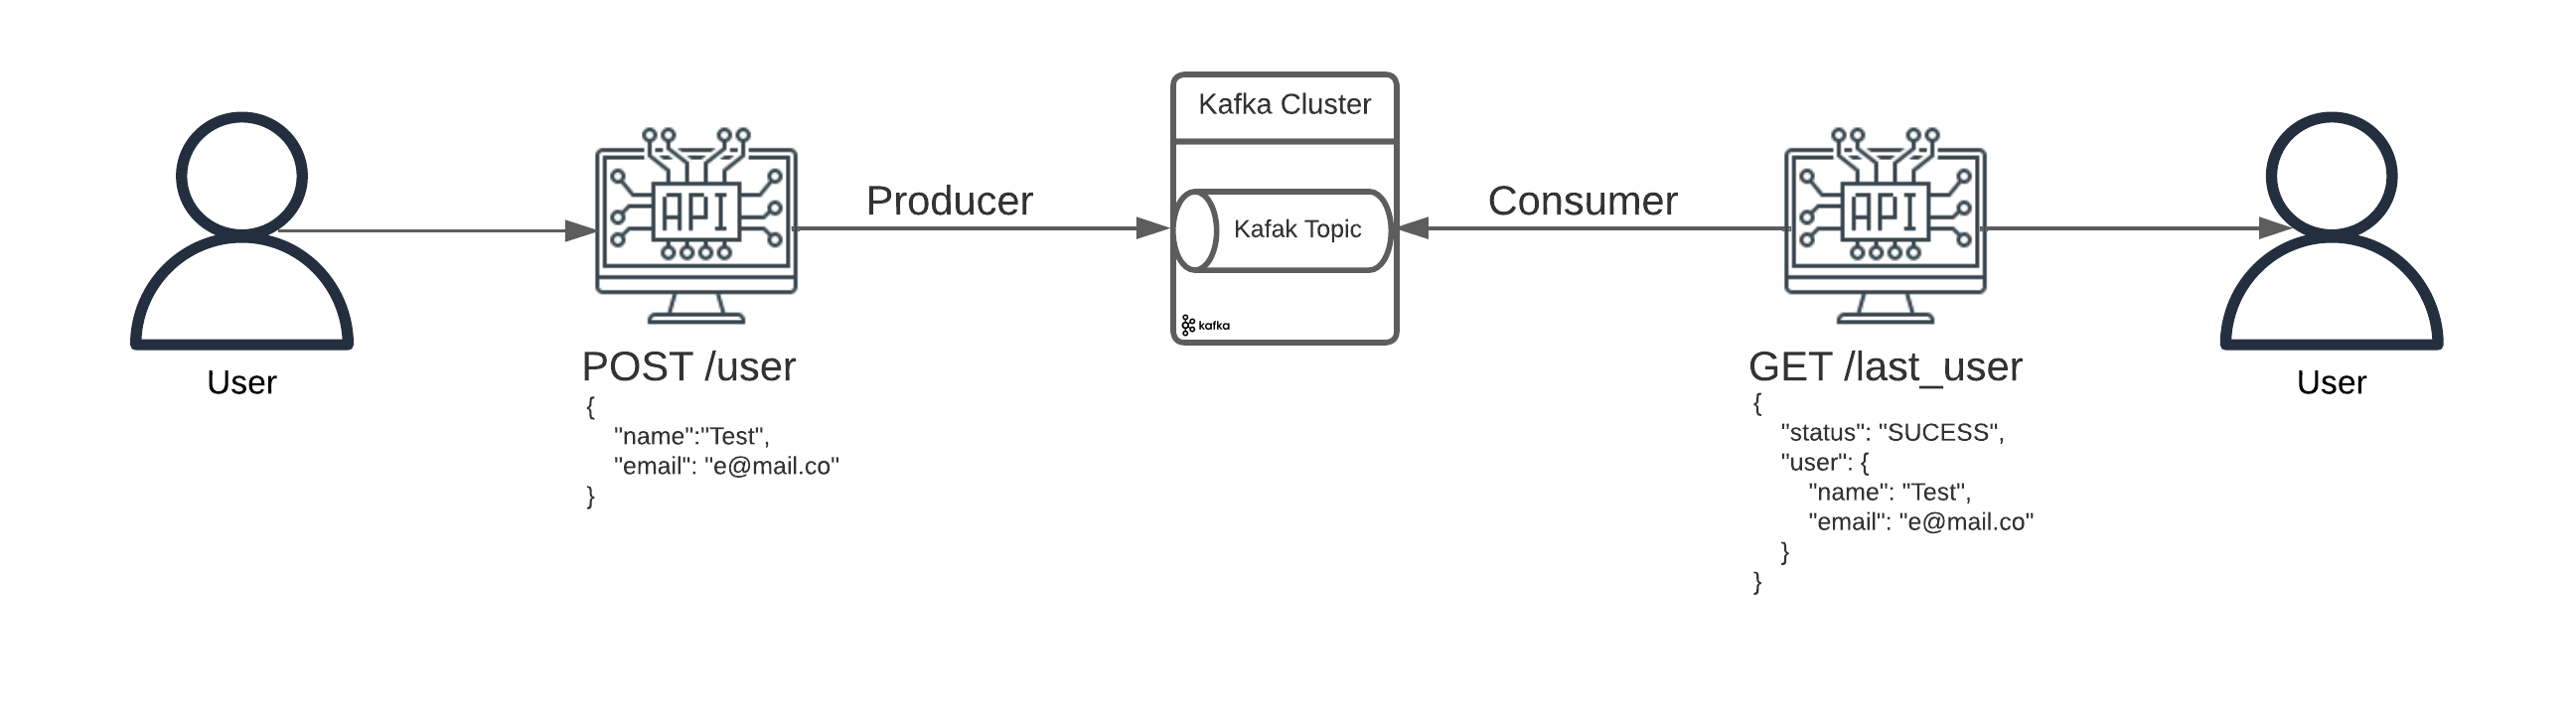 User
API
POST /user
{
"name":"Test",
"email": "e@mail.co"
}
Producer
Kafka Cluster
Kafak Topic
kafka
Consumer
API
GET /last_user
{
"status": "SUCESS",
"user": {
"name": "Test",
"email": "e@mail.co"
}
}
User